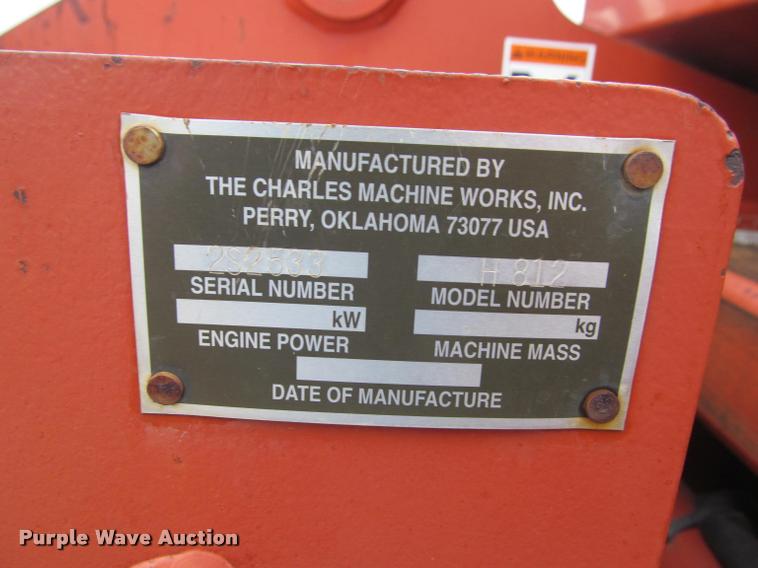 WARNING
MANUFACTURED BY
THE CHARLES MACHINE WORKS, INC.
PERRY, OKLAHOMA 73077 USA
2S2533 H 812
SERIAL NUMBER MODEL NUMBER
kW kg
ENGINE POWER MACHINE MASS
DATE OF MANUFACTURE
Purple Wave Auction